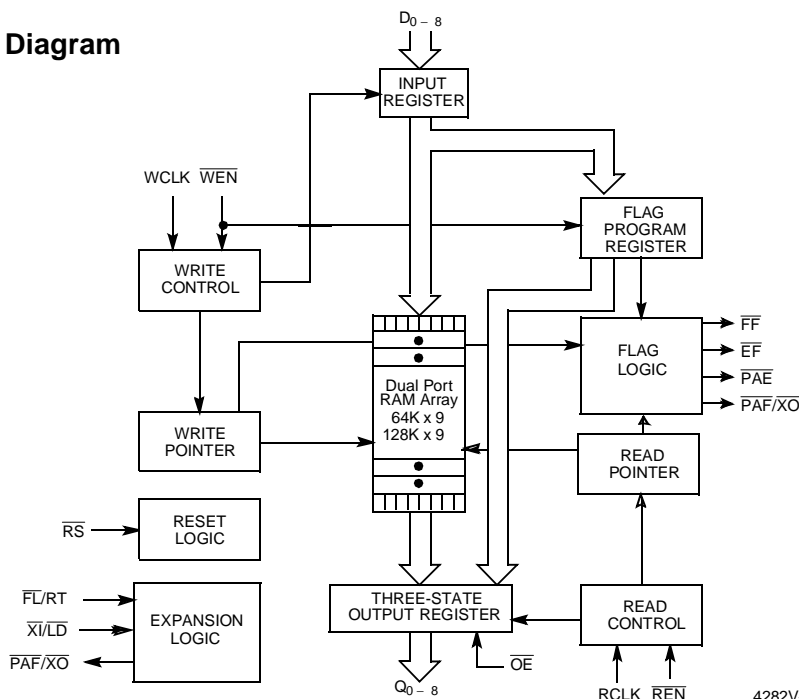 Diagram
D0 – 8
INPUT
REGISTER
WCLK WEN
FLAG
PROGRAM
REGISTER
WRITE
CONTROL
FF
EF
PAE
PAF/XO
FLAG
LOGIC
Dual Port
RAM Array
64K x 9
128K x 9
WRITE
POINTER
READ
POINTER
RS
RESET
LOGIC
FL/RT
XI/LD
PAF/XO
EXPANSION
LOGIC
THREE-STATE
OUTPUT REGISTER
READ
CONTROL
OE
Q0 – 8
RCLK REN
4282V